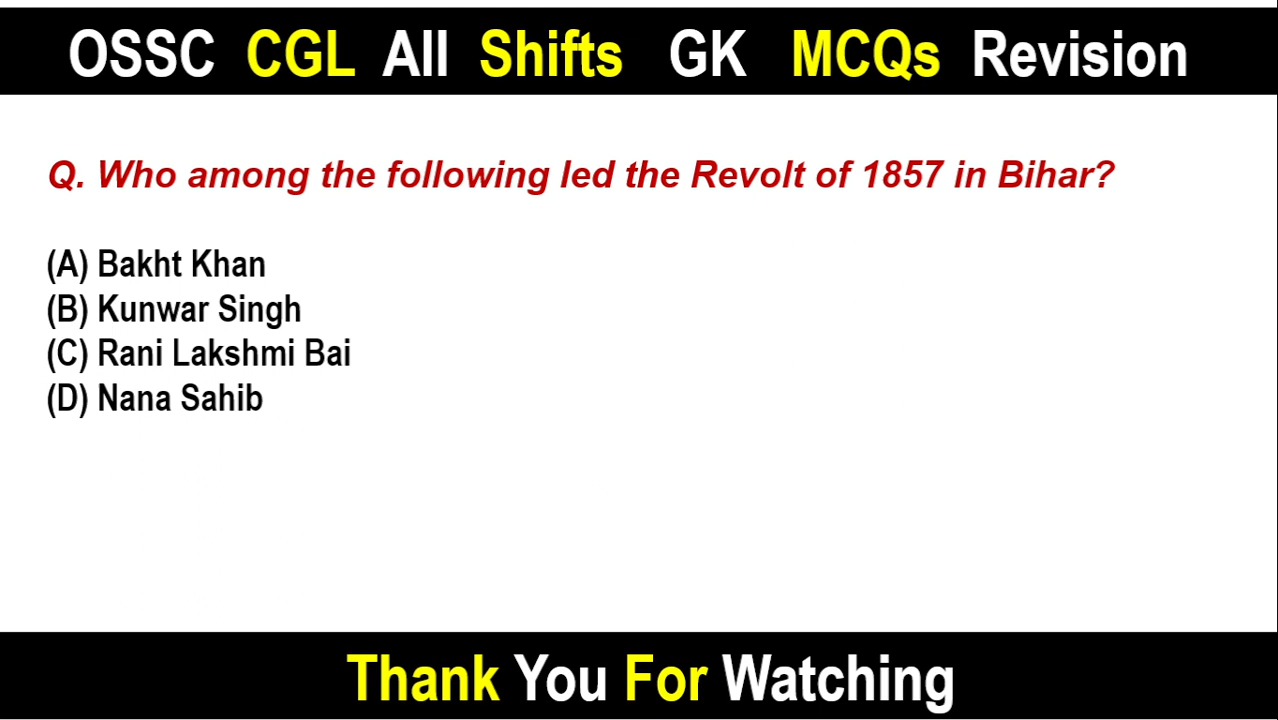 OSSC CGL All Shifts GK MCQs Revision
Q. Who among the following led the Revolt of 1857 in Bihar?
(A) Bakht Khan
(B) Kunwar Singh
(C) Rani Lakshmi Bai
(D) Nana Sahib
Thank You For Watching